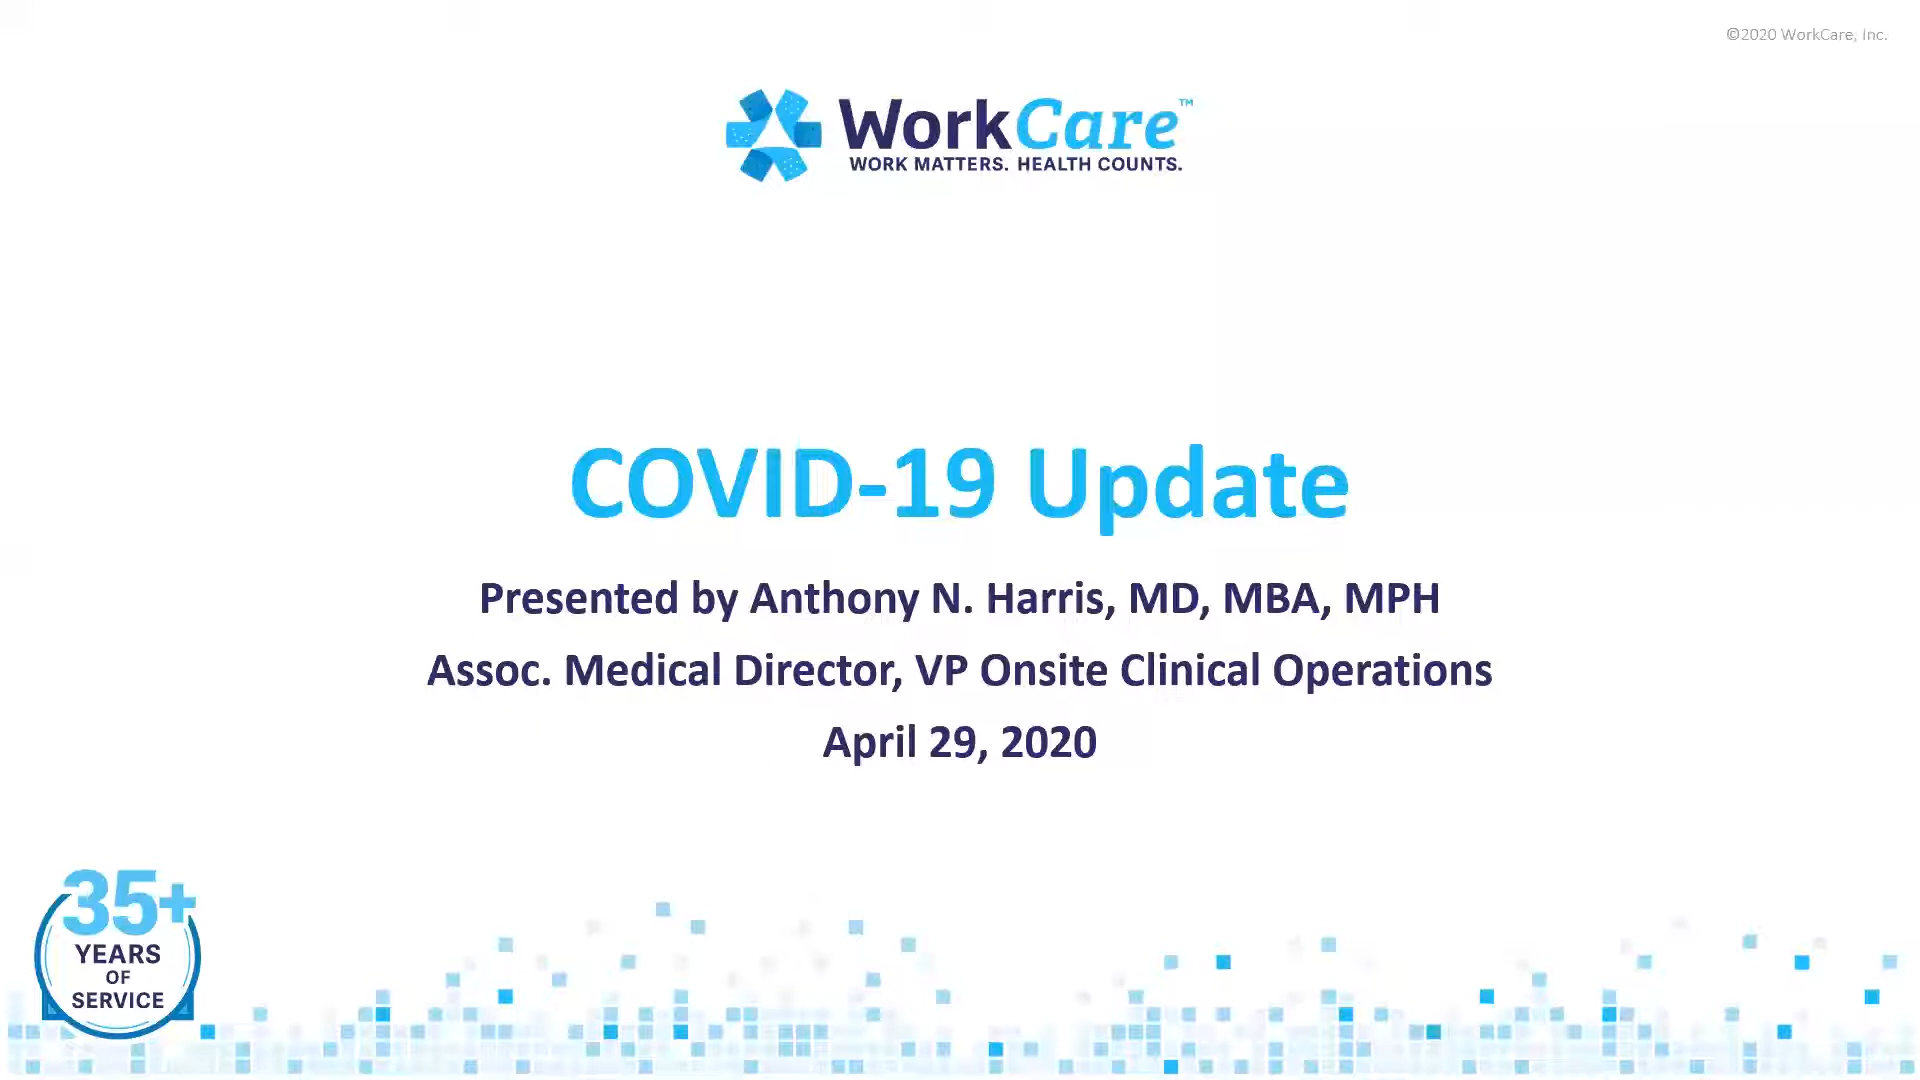 ©2020 WorkCare, Inc.
WorkCare™
WORK MATTERS. HEALTH COUNTS.
COVID-19 Update
Presented by Anthony N. Harris, MD, MBA, MPH
Assoc. Medical Director, VP Onsite Clinical Operations
April 29, 2020
35+
YEARS
OF
SERVICE